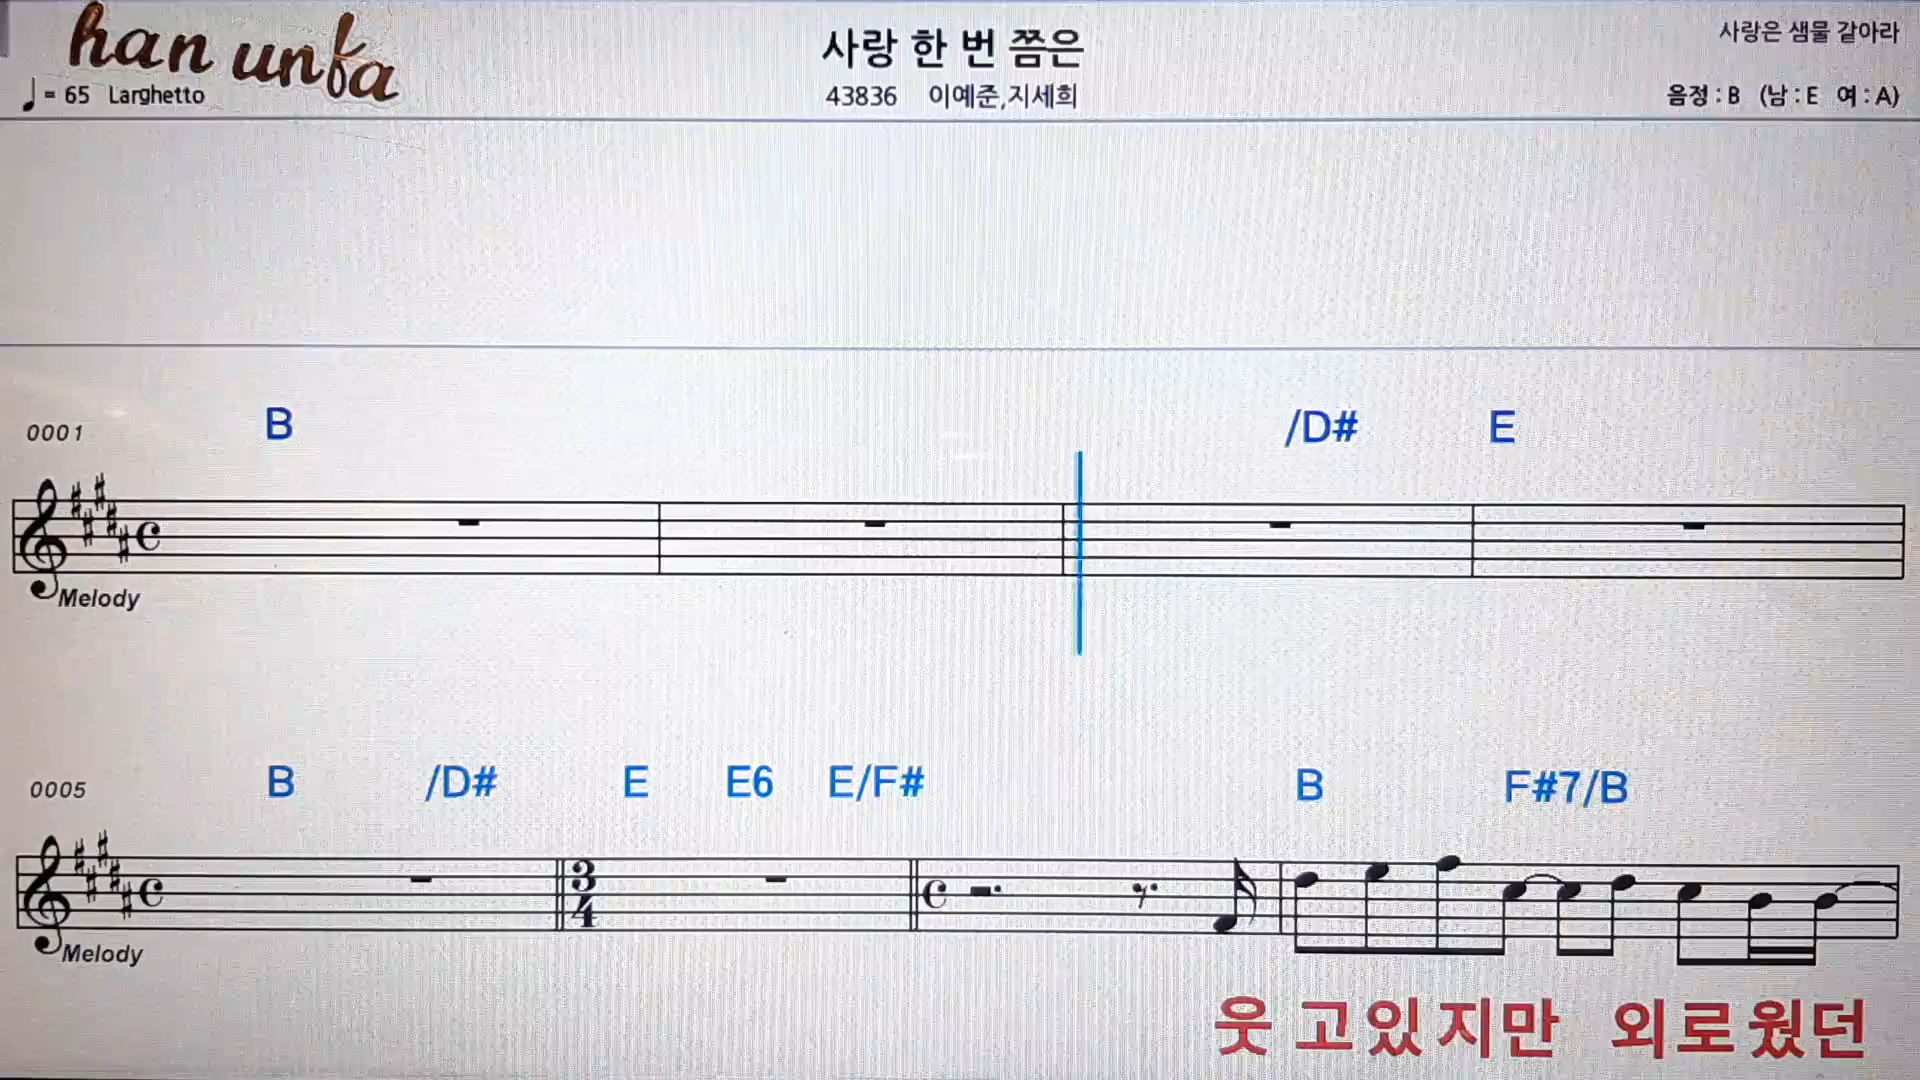 han unfa
사랑 한 번 쯤은
사랑은 샘물 같아라
♩= 65 Larghetto
43836 이예준,지세희
음정 : B (남 : E 여 : A)
B /D# E
0001
Melody
B /D# E E6 E/F# B F#7/B
0005
3
4
Melody
웃고있지만 외로웠던